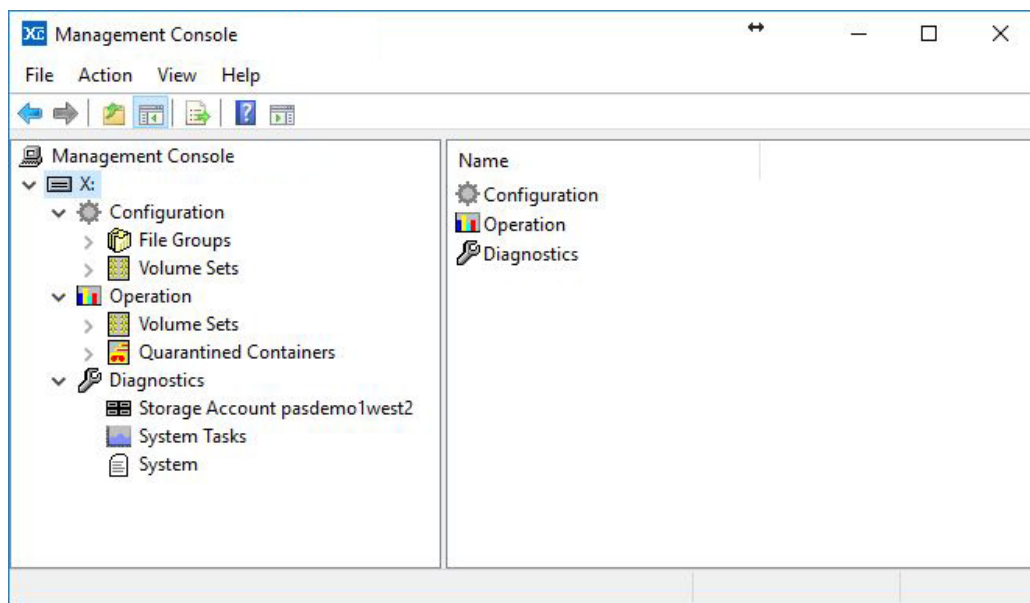 XC Management Console
File Action View Help
?
Management Console
X:
Configuration
File Groups
Volume Sets
Operation
Volume Sets
Quarantined Containers
Diagnostics
Storage Account pasdemo1west2
System Tasks
System
Name
Configuration
Operation
Diagnostics